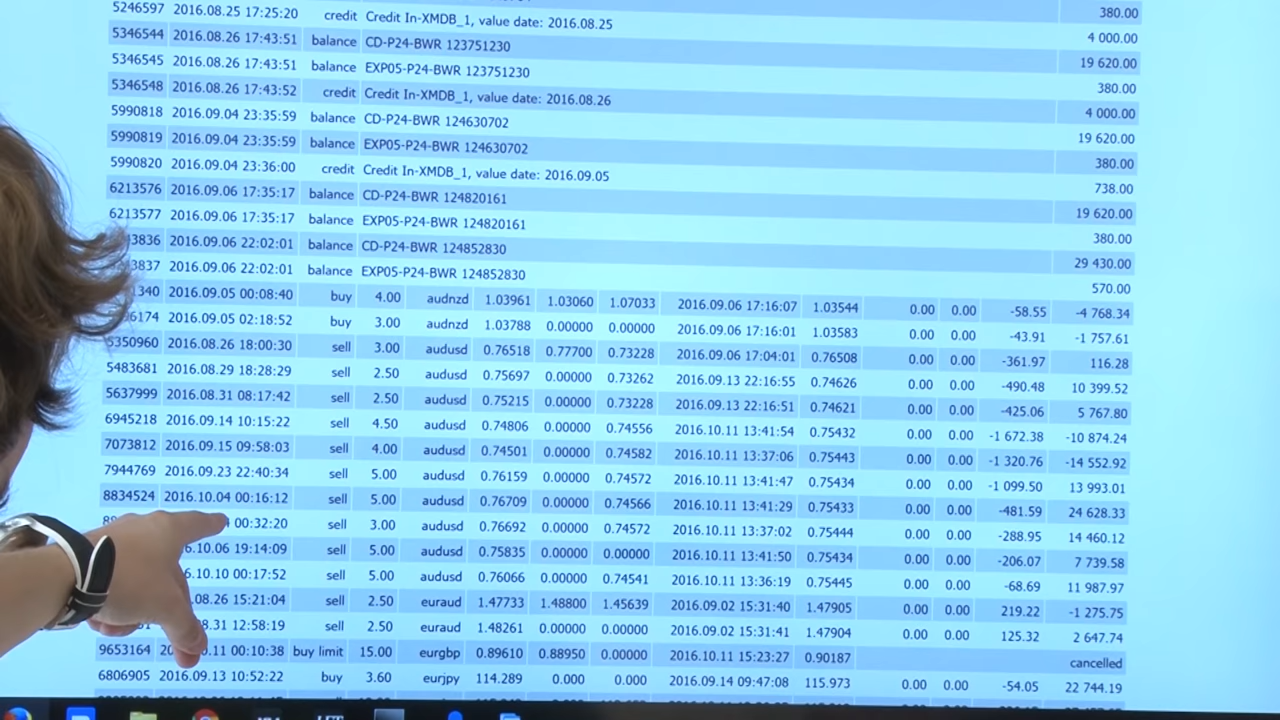 380.00
5246597 2016.08.25 17:25:20 credit Credit In-XMDB_1, value date: 2016.08.25 4 000.00
5346544 2016.08.26 17:43:51 balance CD-P24-BWR 123751230 19 620.00
5346545 2016.08.26 17:43:51 balance EXP05-P24-BWR 123751230 380.00
5346548 2016.08.26 17:43:52 credit Credit In-XMDB_1, value date: 2016.08.26 4 000.00
5990818 2016.09.04 23:35:59 balance CD-P24-BWR 124630702 19 620.00
5990819 2016.09.04 23:35:59 balance EXP05-P24-BWR 124630702 380.00
5990820 2016.09.04 23:36:00 credit Credit In-XMDB_1, value date: 2016.09.05 738.00
6213576 2016.09.06 17:35:17 balance CD-P24-BWR 124820161 19 620.00
6213577 2016.09.06 17:35:17 balance EXP05-P24-BWR 124820161 380.00
3836 2016.09.06 22:02:01 balance CD-P24-BWR 124852830 29 430.00
3837 2016.09.06 22:02:01 balance EXP05-P24-BWR 124852830 570.00
340 2016.09.05 00:08:40 buy 4.00 audnzd 1.03961 1.03060 1.07033 2016.09.06 17:16:07 1.03544 0.00 0.00 -58.55 -4 768.34
6174 2016.09.05 02:18:52 buy 3.00 audnzd 1.03788 0.00000 0.00000 2016.09.06 17:16:01 1.03583 0.00 0.00 -43.91 -1 757.61
5350960 2016.08.26 18:00:30 sell 3.00 audusd 0.76518 0.77700 0.73228 2016.09.06 17:04:01 0.76508 0.00 0.00 -361.97 116.28
5483681 2016.08.29 18:28:29 sell 2.50 audusd 0.75697 0.00000 0.73262 2016.09.13 22:16:55 0.74626 0.00 0.00 -490.48 10 399.52
5637999 2016.08.31 08:17:42 sell 2.50 audusd 0.75215 0.00000 0.73228 2016.09.13 22:16:51 0.74621 0.00 0.00 -425.06 5 767.80
6945218 2016.09.14 10:15:22 sell 4.50 audusd 0.74806 0.00000 0.74556 2016.10.11 13:41:54 0.75432 0.00 0.00 -1 672.38 -10 874.24
7073812 2016.09.15 09:58:03 sell 4.00 audusd 0.74501 0.00000 0.74582 2016.10.11 13:37:06 0.75443 0.00 0.00 -1 320.76 -14 552.92
7944769 2016.09.23 22:40:34 sell 5.00 audusd 0.76159 0.00000 0.74572 2016.10.11 13:41:47 0.75434 0.00 0.00 -1 099.50 13 993.01
8834524 2016.10.04 00:16:12 sell 5.00 audusd 0.76709 0.00000 0.74566 2016.10.11 13:41:29 0.75433 0.00 0.00 -481.59 24 628.33
00:32:20 sell 3.00 audusd 0.76692 0.00000 0.74572 2016.10.11 13:37:02 0.75444 0.00 0.00 -288.95 14 460.12
6.10.06 19:14:09 sell 5.00 audusd 0.75835 0.00000 0.00000 2016.10.11 13:41:50 0.75434 0.00 0.00 -206.07 7 739.58
6.10.10 00:17:52 sell 5.00 audusd 0.76066 0.00000 0.74541 2016.10.11 13:36:19 0.75445 0.00 0.00 -68.69 11 987.97
.08.26 15:21:04 sell 2.50 euraud 1.47733 1.48800 1.45639 2016.09.02 15:31:40 1.47905 0.00 0.00 219.22 -1 275.75
8.31 12:58:19 sell 2.50 euraud 1.48261 0.00000 0.00000 2016.09.02 15:31:41 1.47904 0.00 0.00 125.32 2 647.74
9653164 .11 00:10:38 buy limit 15.00 eurgbp 0.89610 0.88950 0.00000 2016.10.11 15:23:27 0.90187 cancelled
6806905 2016.09.13 10:52:22 buy 3.60 eurjpy 114.289 0.000 0.000 2016.09.14 09:47:08 115.973 0.00 0.00 -54.05 22 744.19